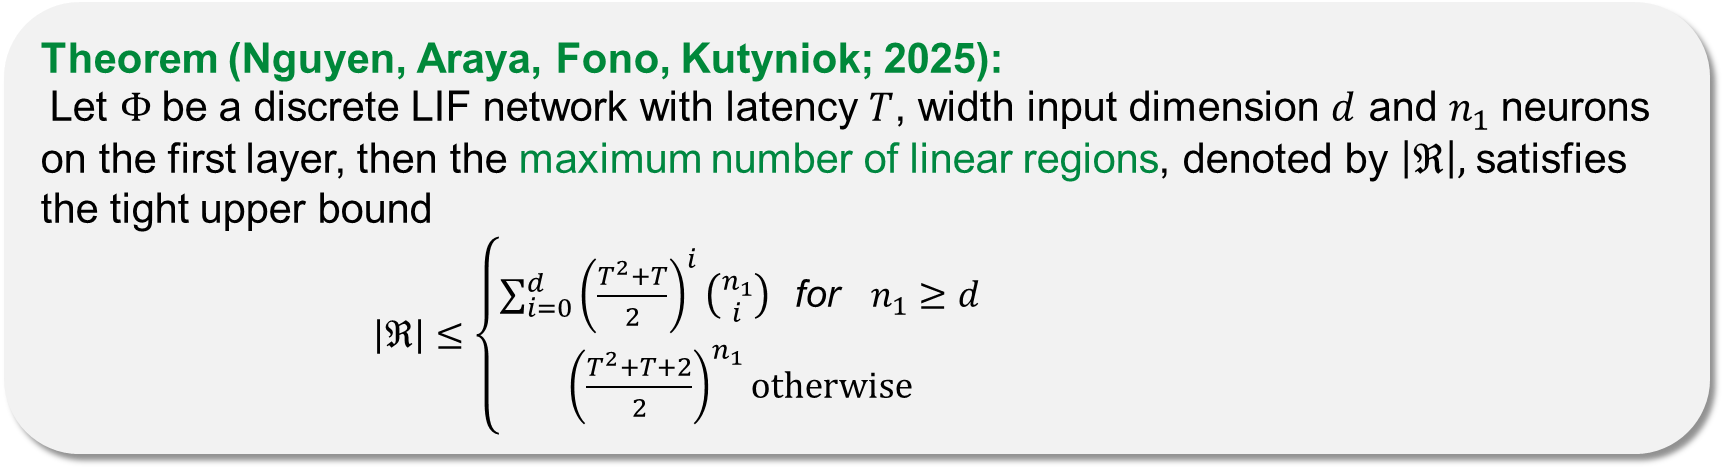 Theorem (Nguyen, Araya, Fono, Kutyniok; 2025):
Let Φ be a discrete LIF network with latency T, width input dimension d and n₁ neurons
on the first layer, then the maximum number of linear regions, denoted by |ℜ|, satisfies
the tight upper bound
|ℜ| ≤ { ∑ᵢ₌₀ᵈ ((T²+T)/2)ⁱ (n₁ i) for n₁ ≥ d
((T²+T+2)/2)ⁿ¹ otherwise